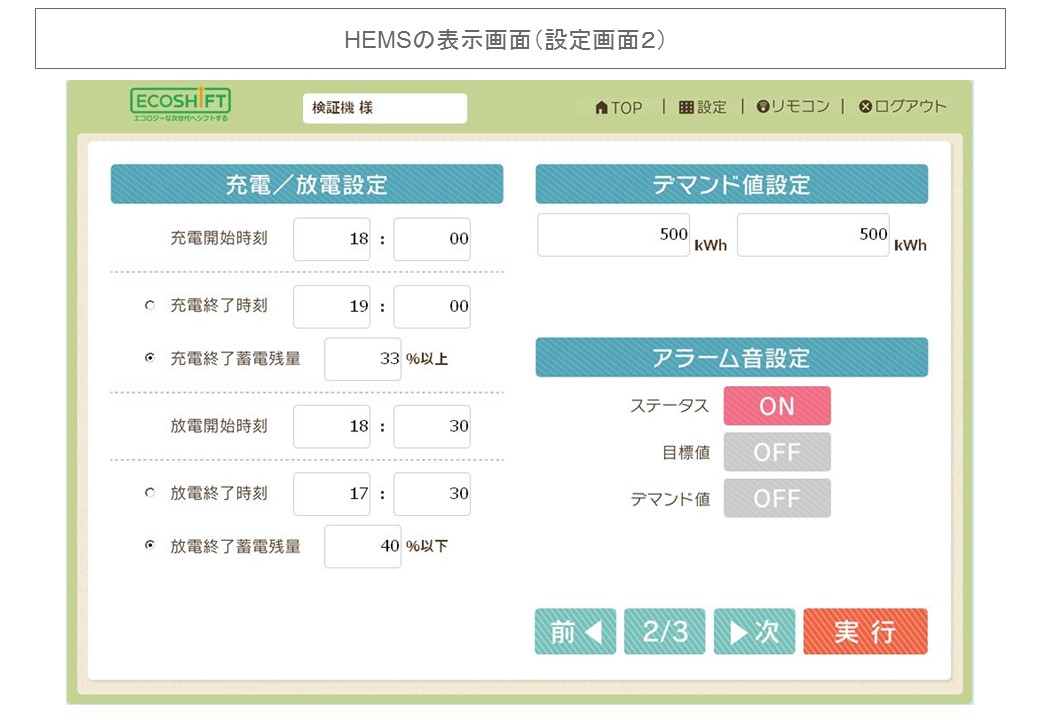 HEMSの表示画面（設定画面２）
ECOSHIFT
エコロジーな次世代へシフトする
検証機 様
TOP | 設定 | リモコン | ログアウト
充電／放電設定
充電開始時刻 18 : 00
充電終了時刻 19 : 00
充電終了蓄電残量 33 %以上
放電開始時刻 18 : 30
放電終了時刻 17 : 30
放電終了蓄電残量 40 %以下
デマンド値設定
500 kWh 500 kWh
アラーム音設定
ステータス ON
目標値 OFF
デマンド値 OFF
前◀ 2/3 ▶次 実行